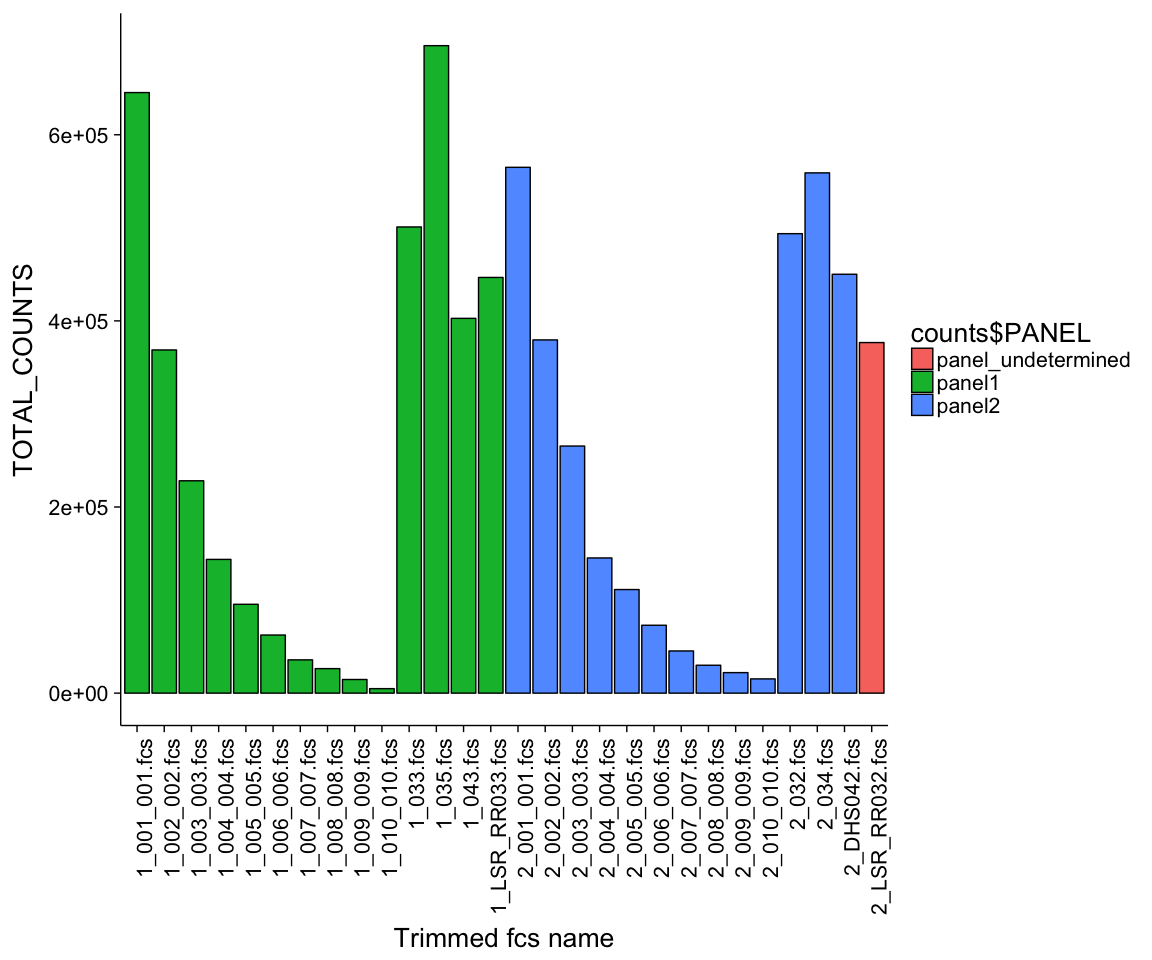 TOTAL_COUNTS
6e+05
4e+05
2e+05
0e+00
1_001_001.fcs
1_002_002.fcs
1_003_003.fcs
1_004_004.fcs
1_005_005.fcs
1_006_006.fcs
1_007_007.fcs
1_008_008.fcs
1_009_009.fcs
1_010_010.fcs
1_033.fcs
1_035.fcs
1_043.fcs
1_LSR_RR033.fcs
2_001_001.fcs
2_002_002.fcs
2_003_003.fcs
2_004_004.fcs
2_005_005.fcs
2_006_006.fcs
2_007_007.fcs
2_008_008.fcs
2_009_009.fcs
2_010_010.fcs
2_032.fcs
2_034.fcs
2_DHS042.fcs
2_LSR_RR032.fcs
Trimmed fcs name
counts$PANEL
panel_undetermined
panel1
panel2